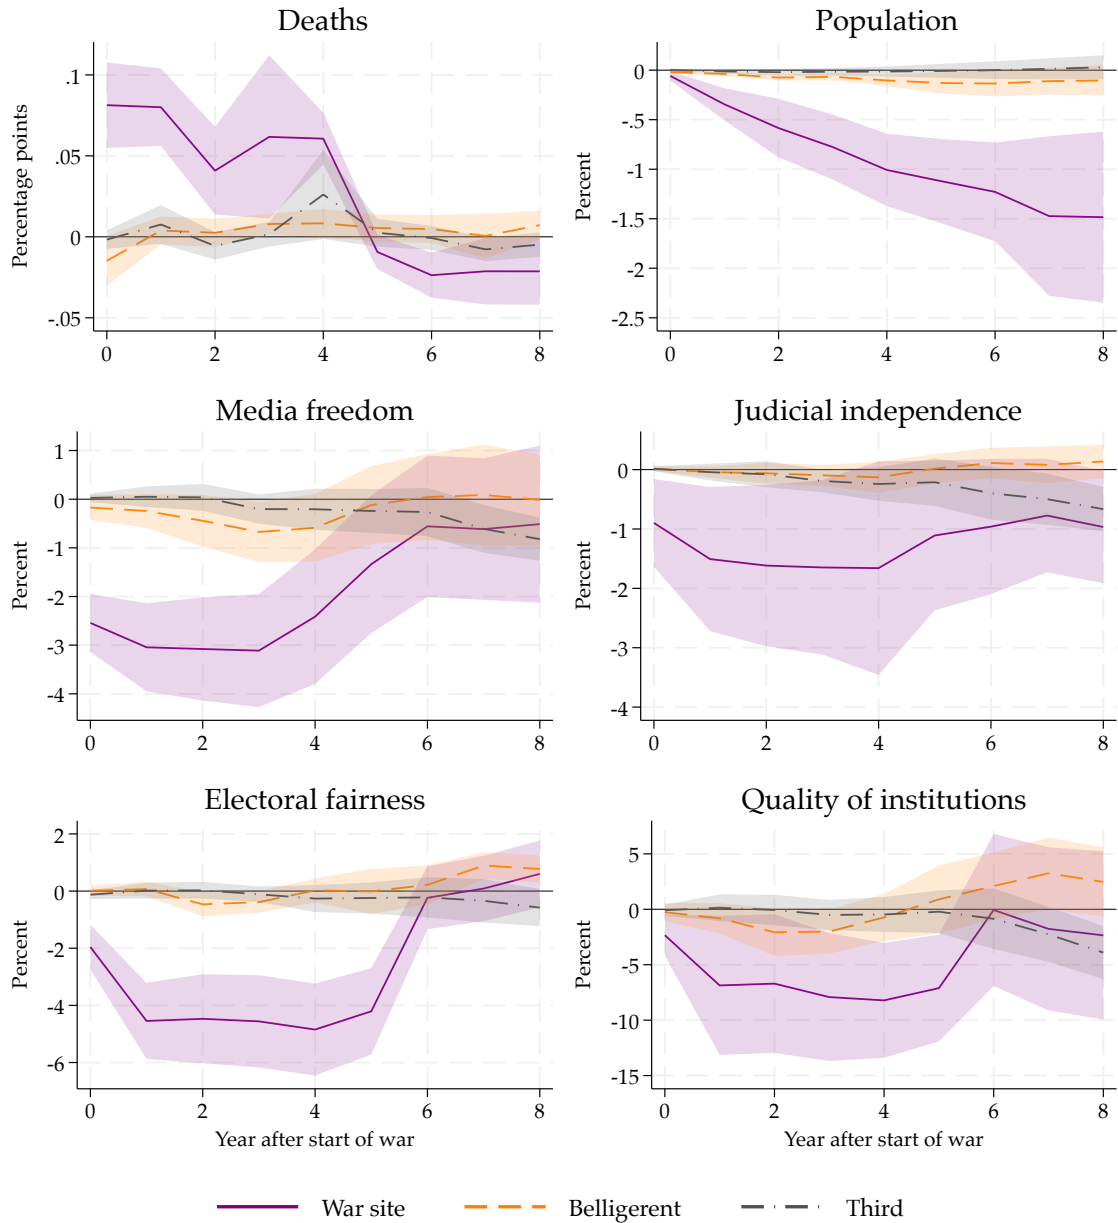 Deaths
Percentage points
.1
.05
0
-.05
0 2 4 6 8
Population
Percent
0
-.5
-1
-1.5
-2
-2.5
0 2 4 6 8
Media freedom
Percent
1
0
-1
-2
-3
-4
0 2 4 6 8
Judicial independence
Percent
0
-1
-2
-3
-4
0 2 4 6 8
Electoral fairness
Percent
2
0
-2
-4
-6
0 2 4 6 8
Year after start of war
Quality of institutions
Percent
5
0
-5
-10
-15
0 2 4 6 8
Year after start of war
War site Belligerent Third